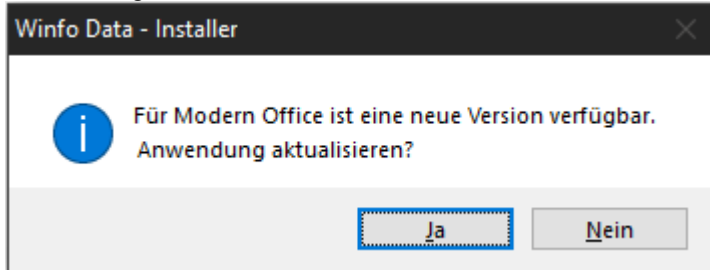 Winfo Data - Installer
Für Modern Office ist eine neue Version verfügbar.
Anwendung aktualisieren?
Ja
Nein